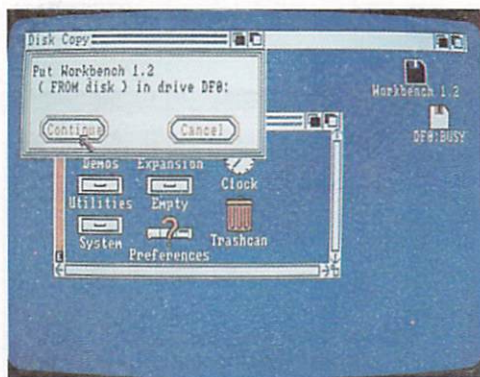 Disk Copy
Put Workbench 1.2
( FROM disk ) in drive DF0:
Continue
Cancel
Workbench 1.2
DF0:BUSY
Demos
Expansion
Clock
Utilities
Empty
System
Preferences
Trashcan